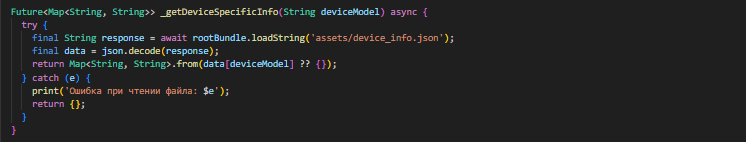 Future<Map<String, String>> _getDeviceSpecificInfo(String deviceModel) async {
try {
final String response = await rootBundle.loadString('assets/device_info.json');
final data = json.decode(response);
return Map<String, String>.from(data[deviceModel] ?? {});
} catch (e) {
print('Ошибка при чтении файла: $e');
return {};
}
}